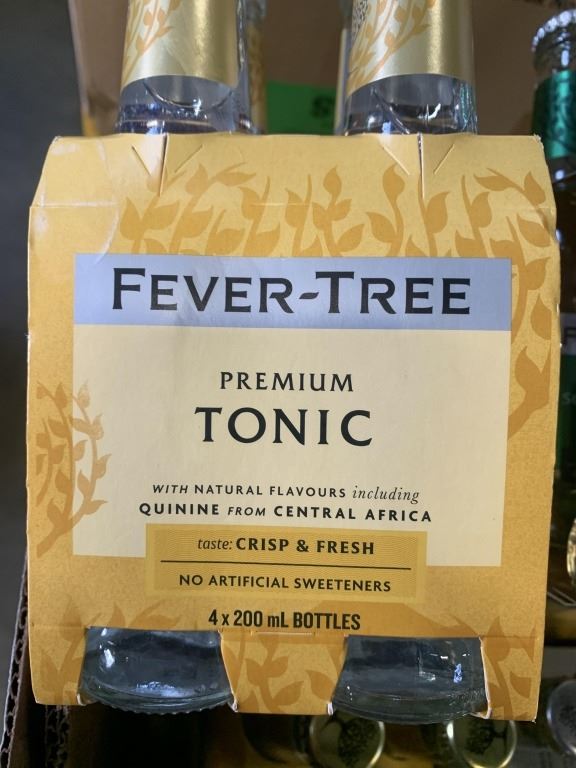 FEVER-TREE
PREMIUM
TONIC
WITH NATURAL FLAVOURS including
QUININE FROM CENTRAL AFRICA
taste: CRISP & FRESH
NO ARTIFICIAL SWEETENERS
4 x 200 mL BOTTLES